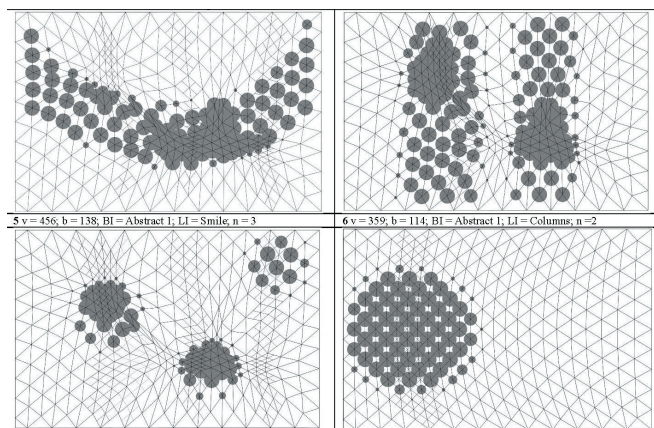 5 v = 456; b = 138; BI = Abstract 1; LI = Smile; n = 3
6 v = 359; b = 114; BI = Abstract 1; LI = Columns; n =2